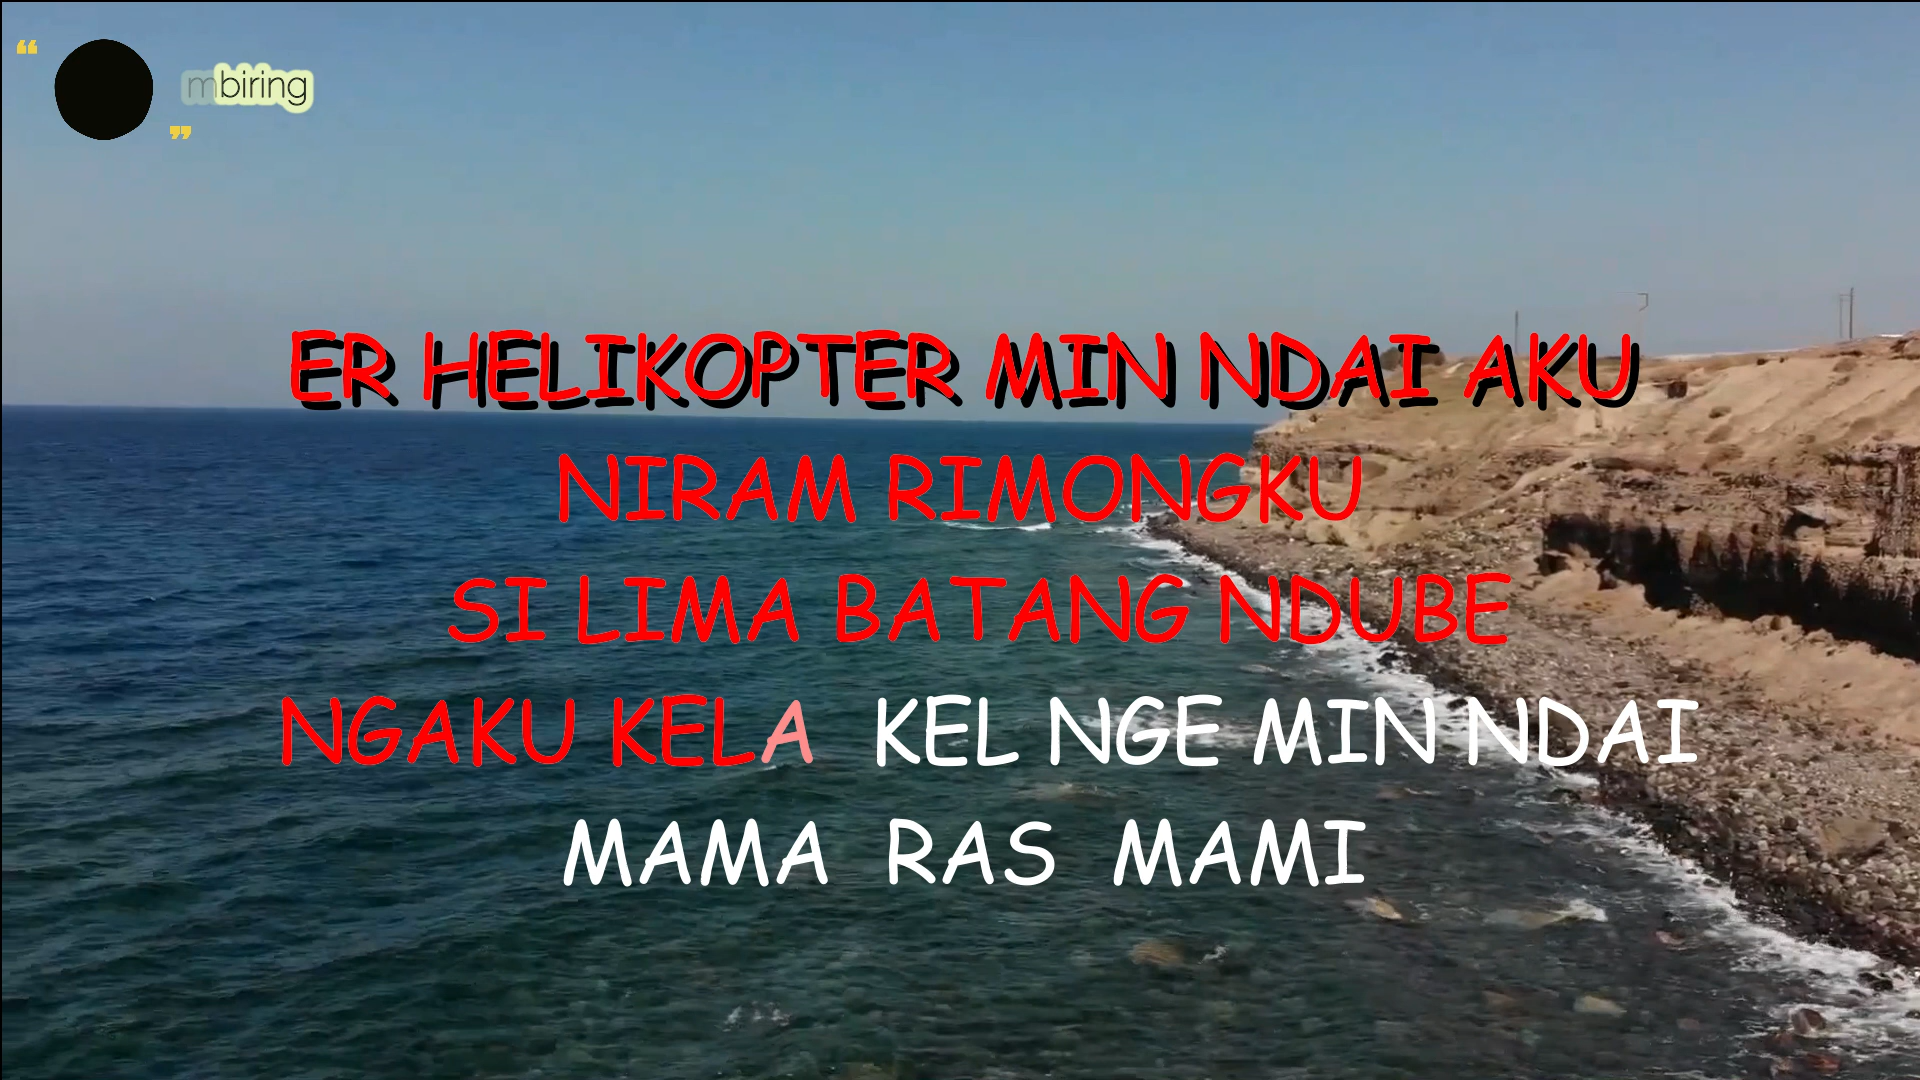 “
mbiring
”
ER HELIKOPTER MIN NDAI AKU
NIRAM RIMONGKU
SI LIMA BATANG NDUBE
NGAKU KELA KEL NGE MIN NDAI
MAMA RAS MAMI